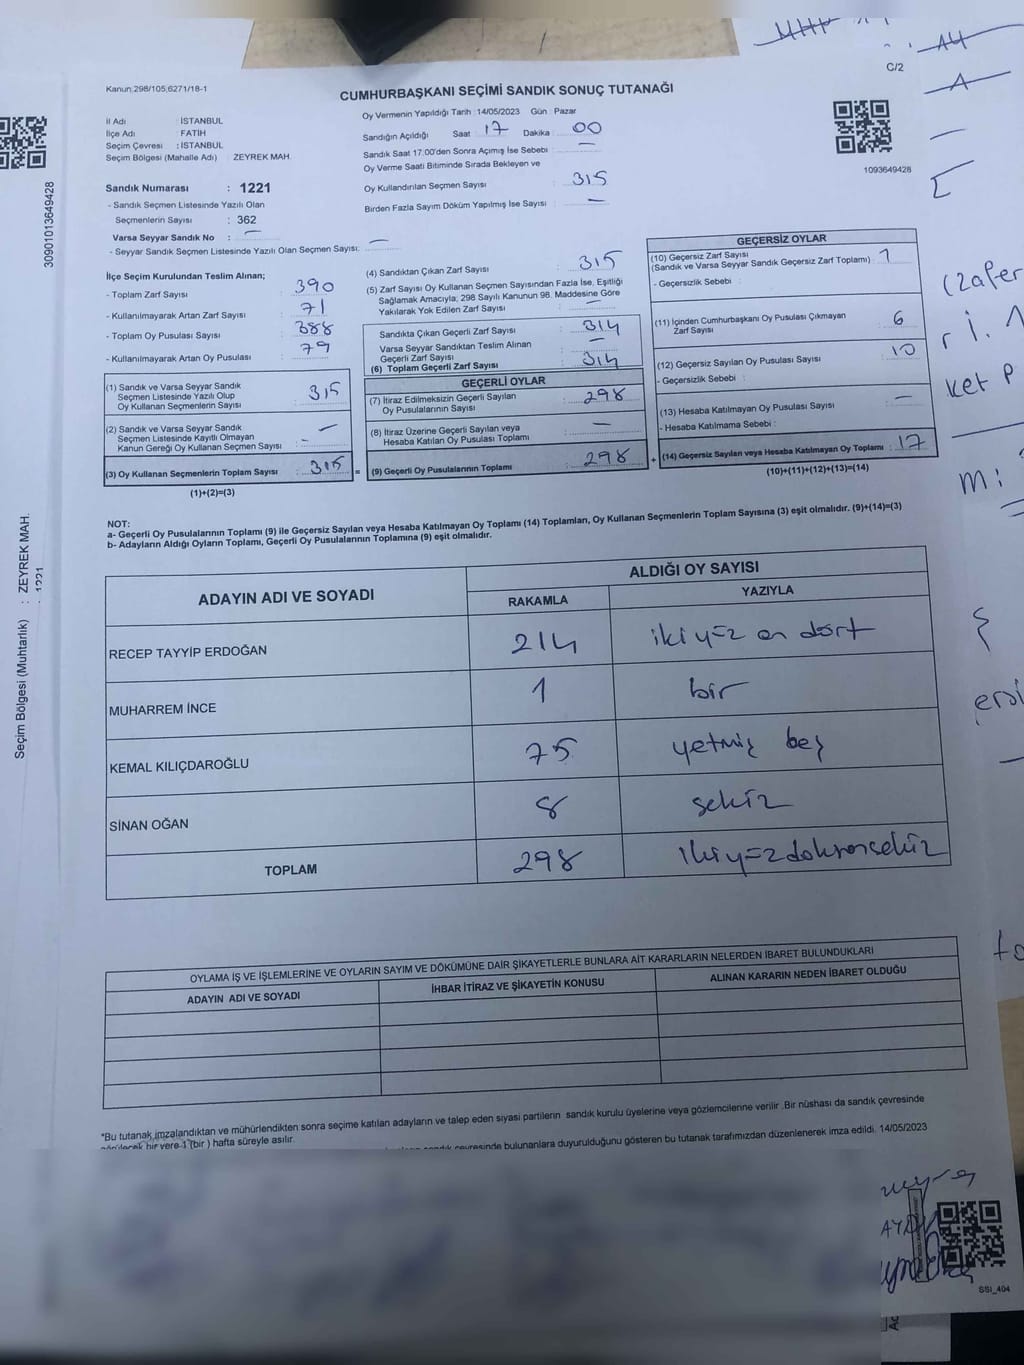 C/2
Kanun;298/105,6271/18-1
CUMHURBAŞKANI SEÇİMİ SANDIK SONUÇ TUTANAĞI
İl Adı : İSTANBUL
İlçe Adı : FATİH
Seçim Çevresi : İSTANBUL
Seçim Bölgesi (Mahalle Adı) ZEYREK MAH.
Sandık Numarası : 1221
- Sandık Seçmen Listesinde Yazılı Olan
Seçmenlerin Sayısı : 362
Varsa Seyyar Sandık No : —
- Seyyar Sandık Seçmen Listesinde Yazılı Olan Seçmen Sayısı: —
Oy Vermenin Yapıldığı Tarih :14/05/2023 Gün : Pazar
Sandığın Açıldığı Saat 17 Dakika : 00
Sandık Saat 17:00'den Sonra Açımış İse Sebebi : —
Oy Verme Saati Bitiminde Sırada Bekleyen ve
Oy Kullandırılan Seçmen Sayısı : 315
Birden Fazla Sayım Döküm Yapılmış İse Sayısı : —
1093649428
30901013649428
İlçe Seçim Kurulundan Teslim Alınan;
- Toplam Zarf Sayısı : 390
- Kullanılmayarak Artan Zarf Sayısı : 71
- Toplam Oy Pusulası Sayısı : 388
- Kullanılmayarak Artan Oy Pusulası : 79
(1) Sandık ve Varsa Seyyar Sandık
Seçmen Listesinde Yazılı Olup
Oy Kullanan Seçmenlerin Sayısı : 315
(2) Sandık ve Varsa Seyyar Sandık
Seçmen Listesinde Kayıtlı Olmayan
Kanun Gereği Oy Kullanan Seçmen Sayısı : —
(3) Oy Kullanan Seçmenlerin Toplam Sayısı : 315
(1)+(2)=(3)
(4) Sandıktan Çıkan Zarf Sayısı : 315
(5) Zarf Sayısı Oy Kullanan Seçmen Sayısından Fazla İse, Eşitliği
Sağlamak Amacıyla; 298 Sayılı Kanunun 98. Maddesine Göre
Yakılarak Yok Edilen Zarf Sayısı : —
Sandıkta Çıkan Geçerli Zarf Sayısı : 314
Varsa Seyyar Sandıktan Teslim Alınan
Geçerli Zarf Sayısı : —
(6) Toplam Geçerli Zarf Sayısı : 314
GEÇERLİ OYLAR
(7) İtiraz Edilmeksizin Geçerli Sayılan
Oy Pusulalarının Sayısı : 298
(8) İtiraz Üzerine Geçerli Sayılan veya
Hesaba Katılan Oy Pusulası Toplamı : —
(9) Geçerli Oy Pusulalarının Toplamı : 298
GEÇERSİZ OYLAR
(10) Geçersiz Zarf Sayısı
(Sandık ve Varsa Seyyar Sandık Geçersiz Zarf Toplamı) : 1
- Geçersizlik Sebebi :
(11) İçinden Cumhurbaşkanı Oy Pusulası Çıkmayan
Zarf Sayısı : 6
(12) Geçersiz Sayılan Oy Pusulası Sayısı : 10
- Geçersizlik Sebebi :
(13) Hesaba Katılmayan Oy Pusulası Sayısı : —
- Hesaba Katılmama Sebebi :
(14) Geçersiz Sayılan veya Hesaba Katılmayan Oy Toplamı : 17
(10)+(11)+(12)+(13)=(14)
NOT:
a- Geçerli Oy Pusulalarının Toplamı (9) ile Geçersiz Sayılan veya Hesaba Katılmayan Oy Toplamı (14) Toplamları, Oy Kullanan Seçmenlerin Toplam Sayısına (3) eşit olmalıdır. (9)+(14)=(3)
b- Adayların Aldığı Oyların Toplamı, Geçerli Oy Pusulalarının Toplamına (9) eşit olmalıdır.
ADAYIN ADI VE SOYADI
ALDIĞI OY SAYISI
RAKAMLA YAZIYLA
RECEP TAYYİP ERDOĞAN 214 iki yüz on dört
MUHARREM İNCE 1 bir
KEMAL KILIÇDAROĞLU 75 yetmiş beş
SİNAN OĞAN 8 sekiz
TOPLAM 298 ikiyüzdoksansekiz
OYLAMA İŞ VE İŞLEMLERİNE VE OYLARIN SAYIM VE DÖKÜMÜNE DAİR ŞİKAYETLERLE BUNLARA AİT KARARLARIN NELERDEN İBARET BULUNDUKLARI
ADAYIN ADI VE SOYADI İHBAR İTİRAZ VE ŞİKAYETİN KONUSU ALINAN KARARIN NEDEN İBARET OLDUĞU
*Bu tutanak,imzalandıktan ve mühürlendikten sonra seçime katılan adayların ve talep eden siyasi partilerin sandık kurulu üyelerine veya gözlemcilerine verilir .Bir nüshası da sandık çevresinde
görülecek bir yere 1 (bir ) hafta süreyle asılır.
sandık çevresinde bulunanlara duyurulduğunu gösteren bu tutanak tarafımızdan düzenlenerek imza edildi. 14/05/2023
SSI_404
Seçim Bölgesi (Muhtarlık) : ZEYREK MAH.
: 1221
(Zafer
ket P